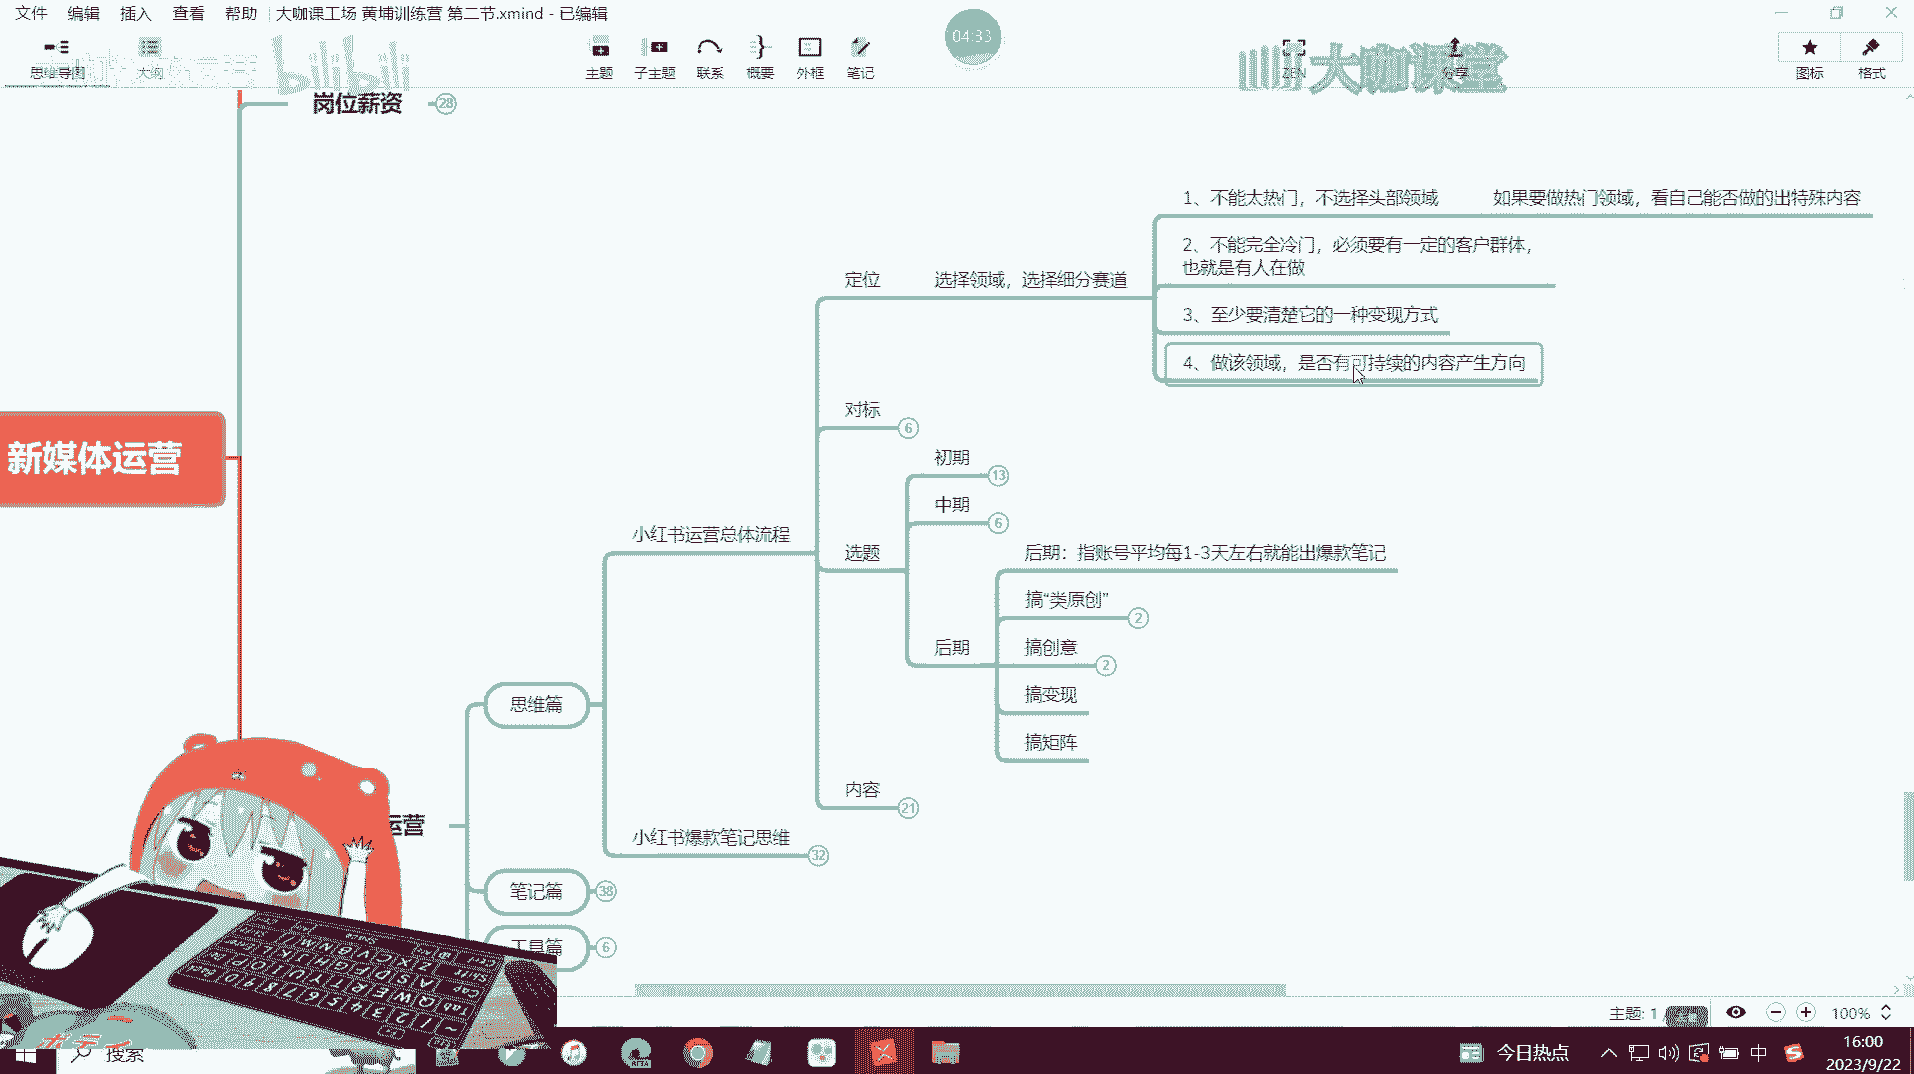 文件 编辑 插入 查看 帮助 大咖课工场 黄埔训练营 第二节.xmind - 已编辑
04:33
思维导图 大纲 bilibili 主题 子主题 联系 概要 外框 笔记 ZEN 分享 大咖课堂 图标 格式
岗位薪资 28
1、不能太热门，不选择头部领域 如果要做热门领域，看自己能否做的出特殊内容
2、不能完全冷门，必须要有一定的客户群体，
也就是有人在做
定位 选择领域，选择细分赛道
3、至少要清楚它的一种变现方式
4、做该领域，是否有可持续的内容产生方向
对标 6
新媒体运营
初期 13
中期 6
小红书运营总体流程
选题
后期：指账号平均每1-3天左右就能出爆款笔记
搞“类原创” 2
后期
搞创意 2
搞变现
思维篇
搞矩阵
内容 21
运营
小红书爆款笔记思维 32
笔记篇 38
工具篇 6
主题: 1 /
100%
搜索
今日热点
中
16:00
2023/9/22